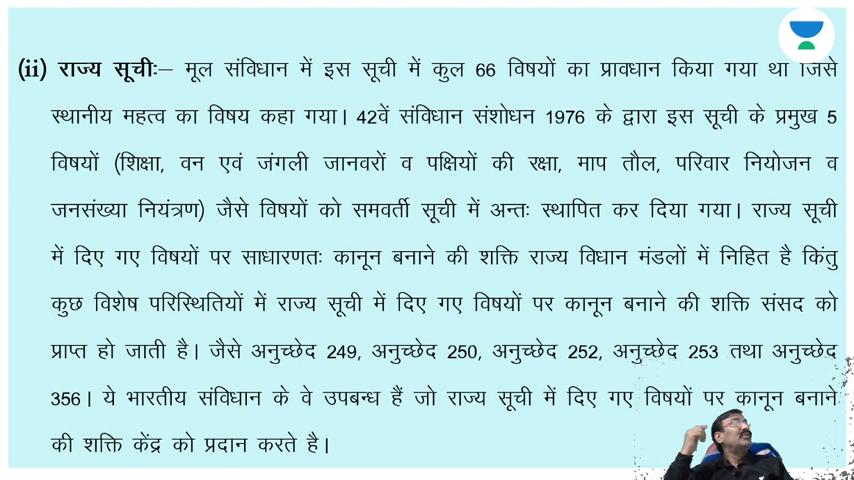 (ii) राज्य सूचीः– मूल संविधान में इस सूची में कुल 66 विषयों का प्रावधान किया गया था जिसे
स्थानीय महत्व का विषय कहा गया। 42वें संविधान संशोधन 1976 के द्वारा इस सूची के प्रमुख 5
विषयों (शिक्षा, वन एवं जंगली जानवरों व पक्षियों की रक्षा, माप तौल, परिवार नियोजन व
जनसंख्या नियंत्रण) जैसे विषयों को समवर्ती सूची में अन्तः स्थापित कर दिया गया। राज्य सूची
में दिए गए विषयों पर साधारणतः कानून बनाने की शक्ति राज्य विधान मंडलों में निहित है किंतु
कुछ विशेष परिस्थितियों में राज्य सूची में दिए गए विषयों पर कानून बनाने की शक्ति संसद को
प्राप्त हो जाती है। जैसे अनुच्छेद 249, अनुच्छेद 250, अनुच्छेद 252, अनुच्छेद 253 तथा अनुच्छेद
356। ये भारतीय संविधान के वे उपबन्ध हैं जो राज्य सूची में दिए गए विषयों पर कानून बनाने
की शक्ति केंद्र को प्रदान करते है।